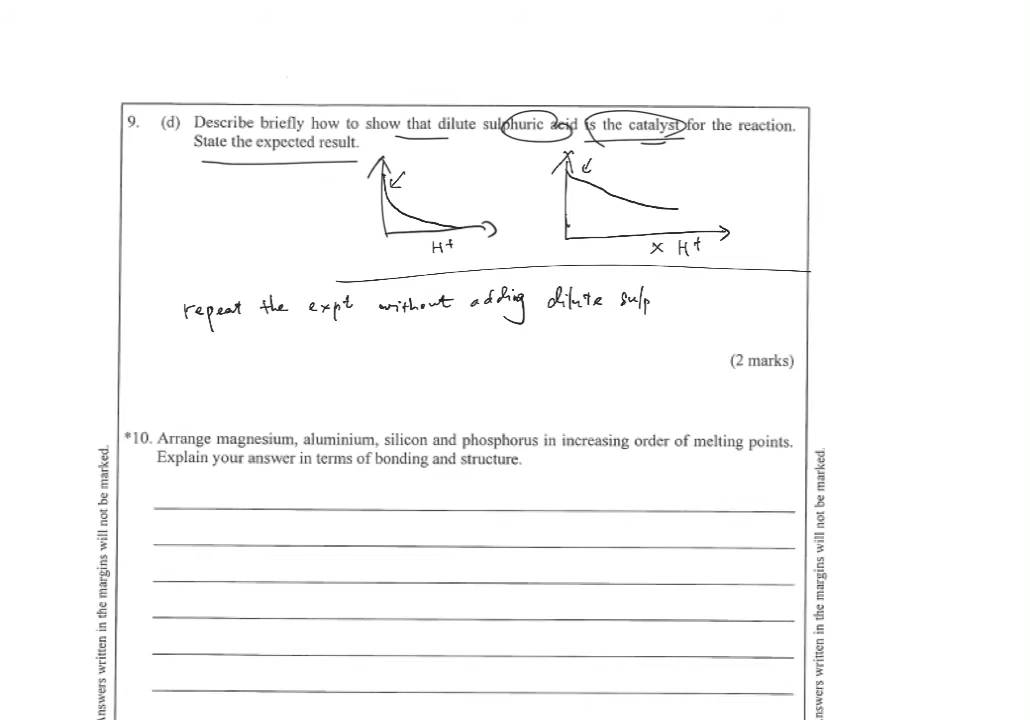 9. (d) Describe briefly how to show that dilute sulphuric acid is the catalyst for the reaction.
State the expected result.
H+
x H+
repeat the expt without adding dilute sulp
(2 marks)
*10. Arrange magnesium, aluminium, silicon and phosphorus in increasing order of melting points.
Explain your answer in terms of bonding and structure.
Answers written in the margins will not be marked.
Answers written in the margins will not be marked.